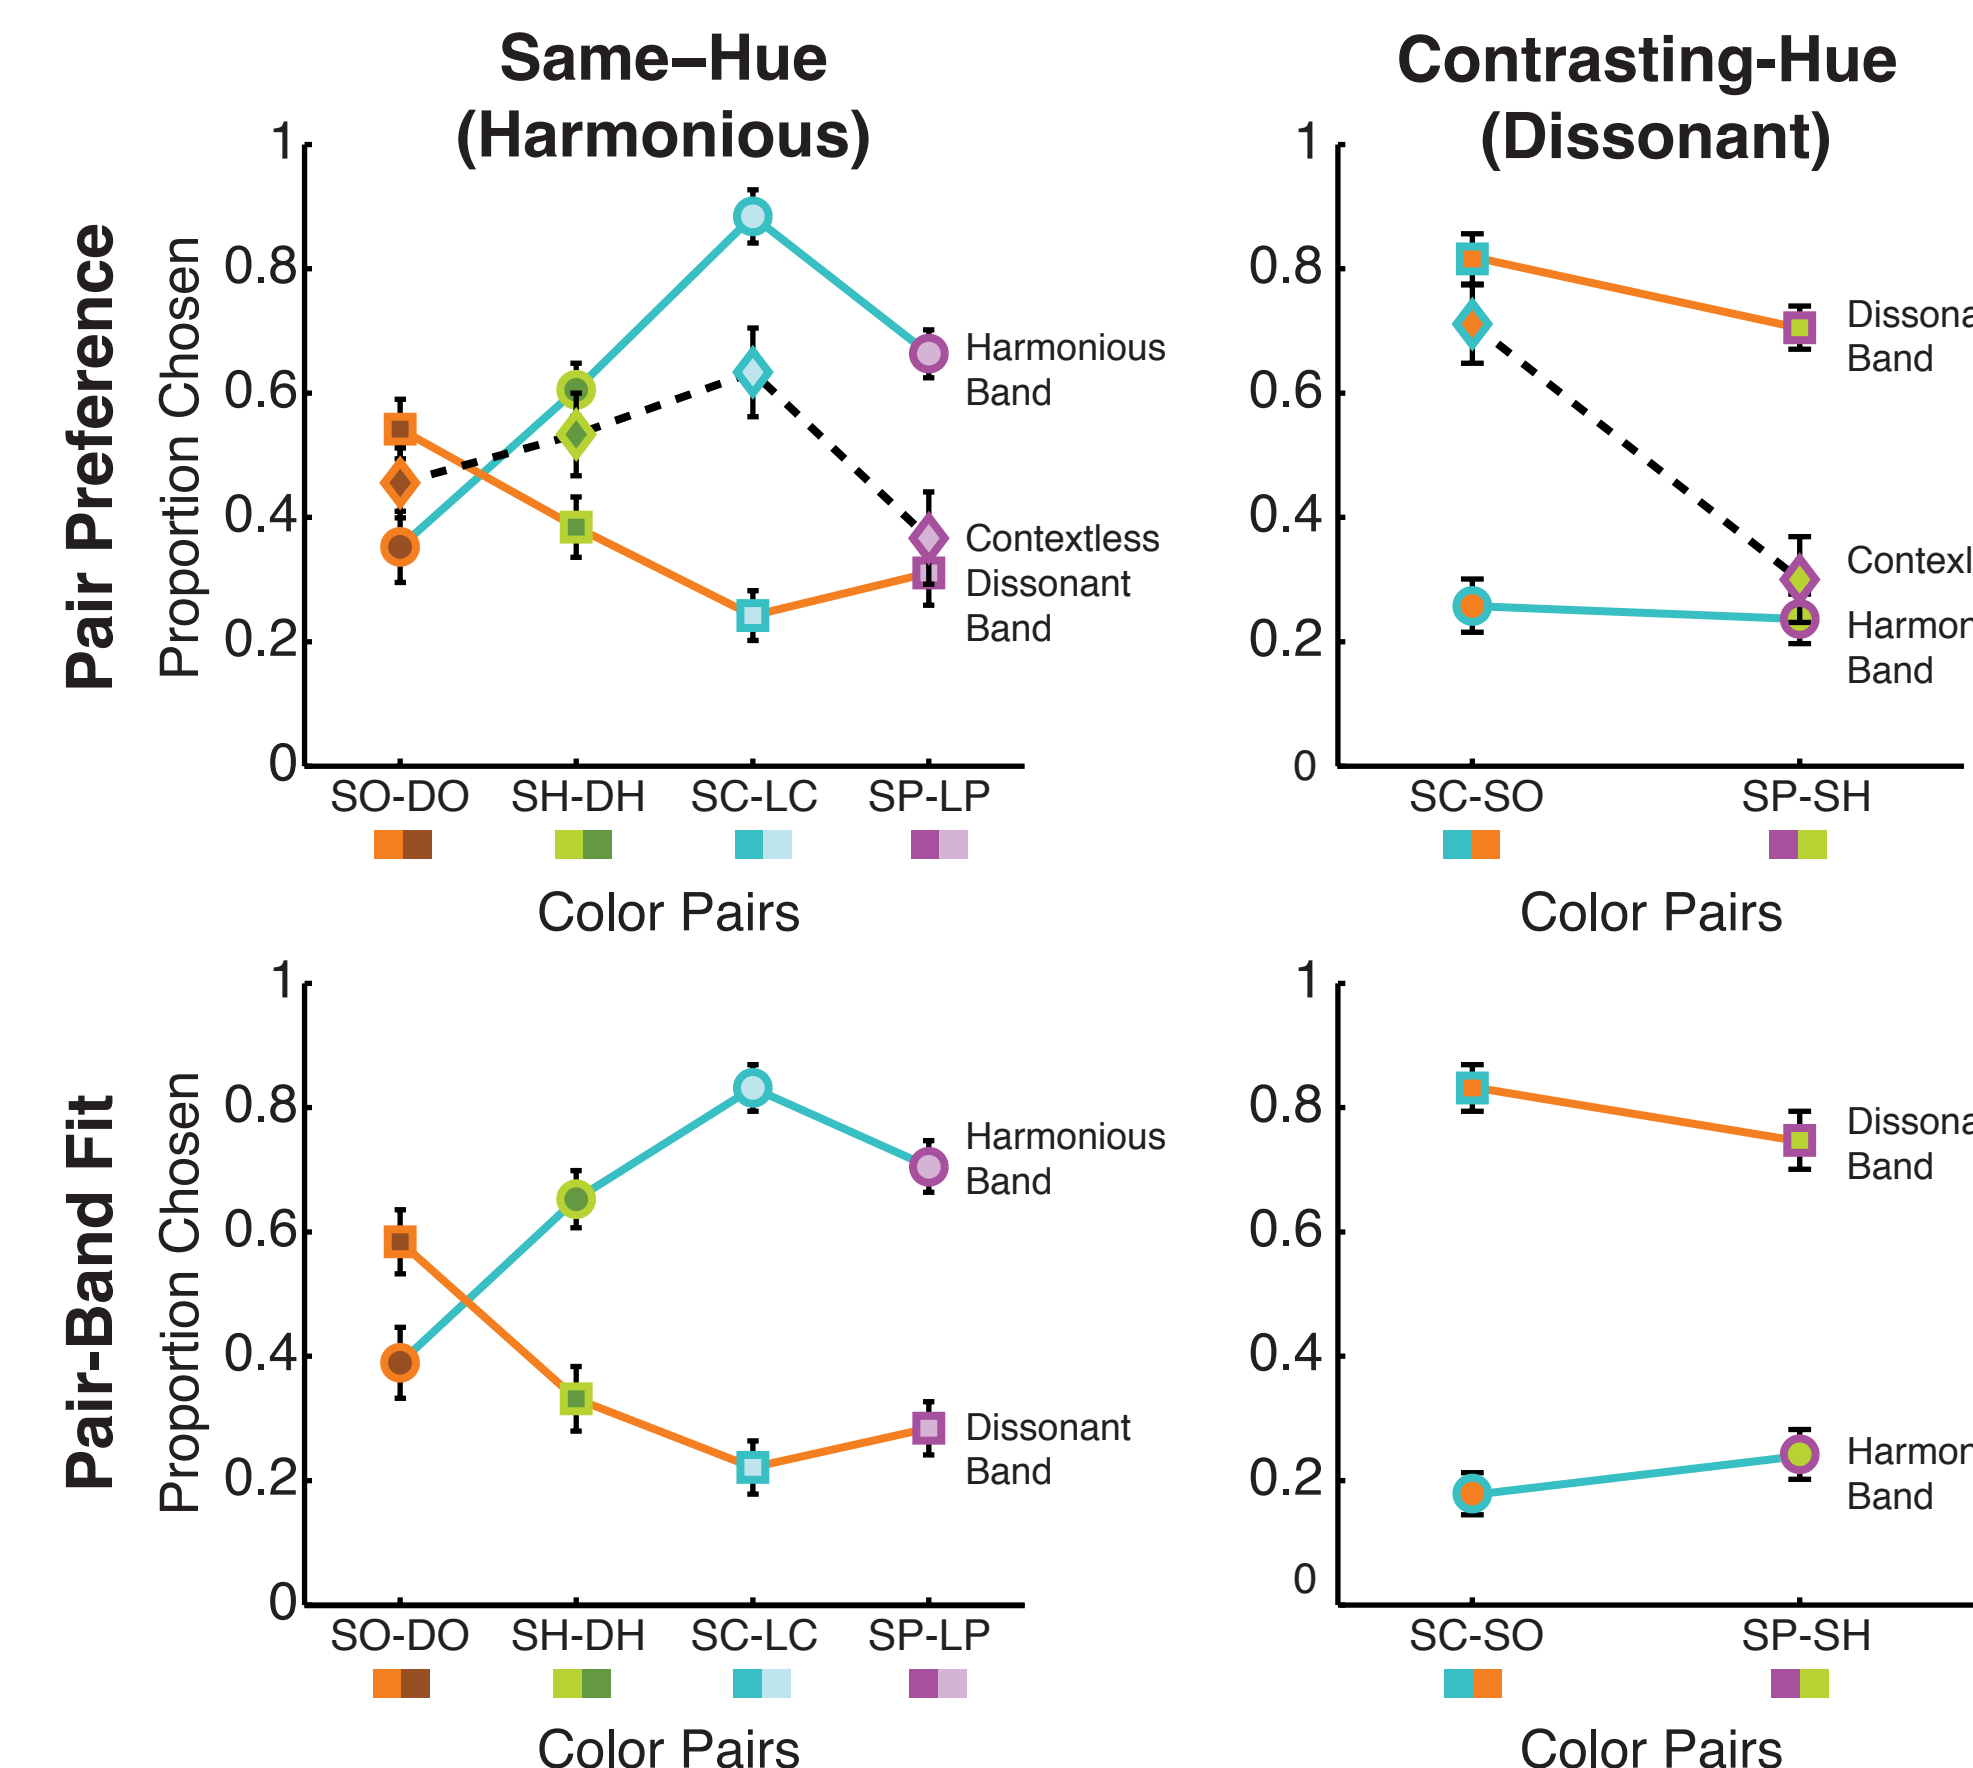 Same–Hue
(Harmonious)
Contrasting-Hue
(Dissonant)
Pair Preference
Proportion Chosen
1
0.8
0.6
0.4
0.2
0
Harmonious
Band
Contextless
Dissonant
Band
SO-DO SH-DH SC-LC SP-LP
Color Pairs
1
0.8
0.6
0.4
0.2
0
Dissona
Band
Contexl
Harmon
Band
SC-SO SP-SH
Color Pairs
Pair-Band Fit
Proportion Chosen
1
0.8
0.6
0.4
0.2
0
Harmonious
Band
Dissonant
Band
SO-DO SH-DH SC-LC SP-LP
Color Pairs
1
0.8
0.6
0.4
0.2
0
Dissona
Band
Harmon
Band
SC-SO SP-SH
Color Pairs